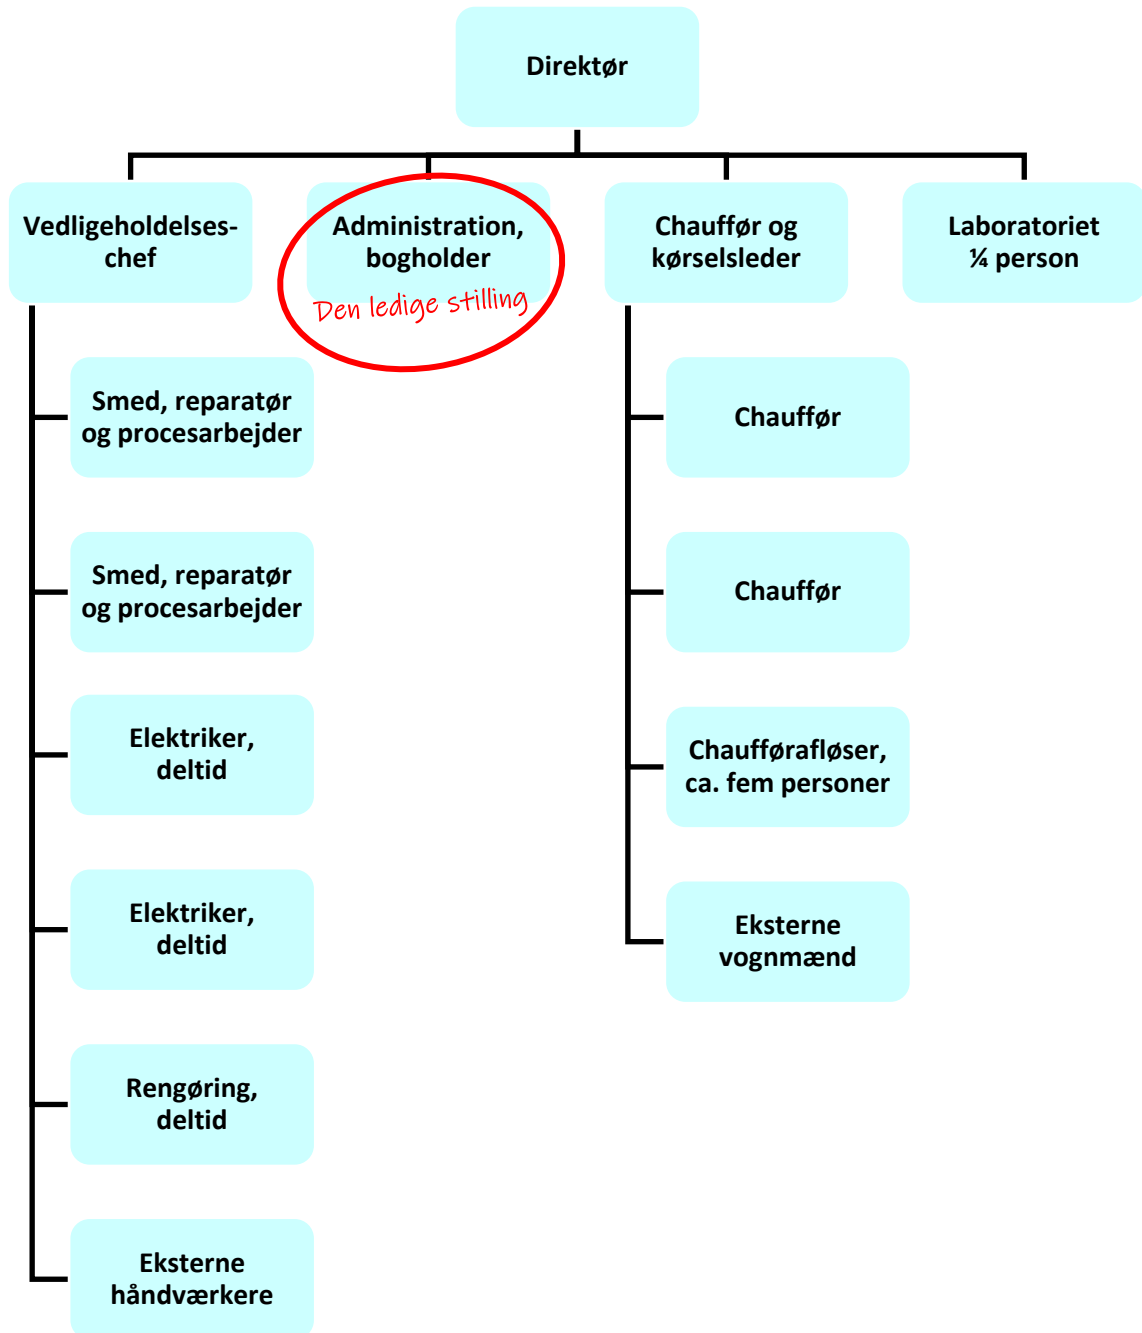 Direktør
Vedligeholdelses-
chef
Administration,
bogholder
Den ledige stilling
Chauffør og
kørselsleder
Laboratoriet
¼ person
Smed, reparatør
og procesarbejder
Smed, reparatør
og procesarbejder
Elektriker,
deltid
Elektriker,
deltid
Rengøring,
deltid
Eksterne
håndværkere
Chauffør
Chauffør
Chaufførafløser,
ca. fem personer
Eksterne
vognmænd